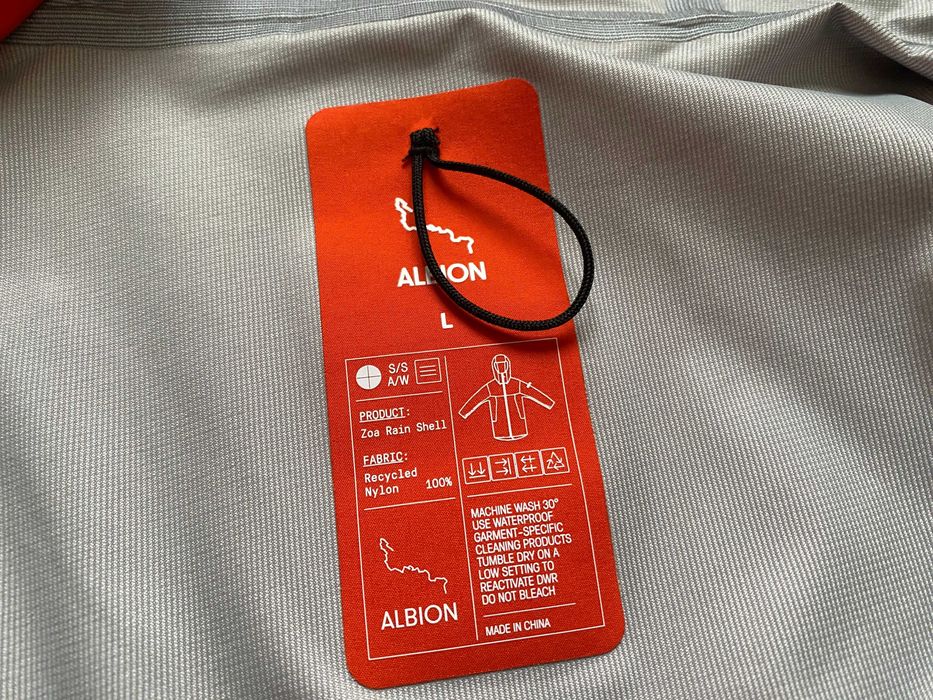 ALBION
L
S/S
A/W
PRODUCT:
Zoa Rain Shell
FABRIC:
Recycled
Nylon 100%
ALBION
MACHINE WASH 30°
USE WATERPROOF
GARMENT-SPECIFIC
CLEANING PRODUCTS
TUMBLE DRY ON A
LOW SETTING TO
REACTIVATE DWR
DO NOT BLEACH
MADE IN CHINA